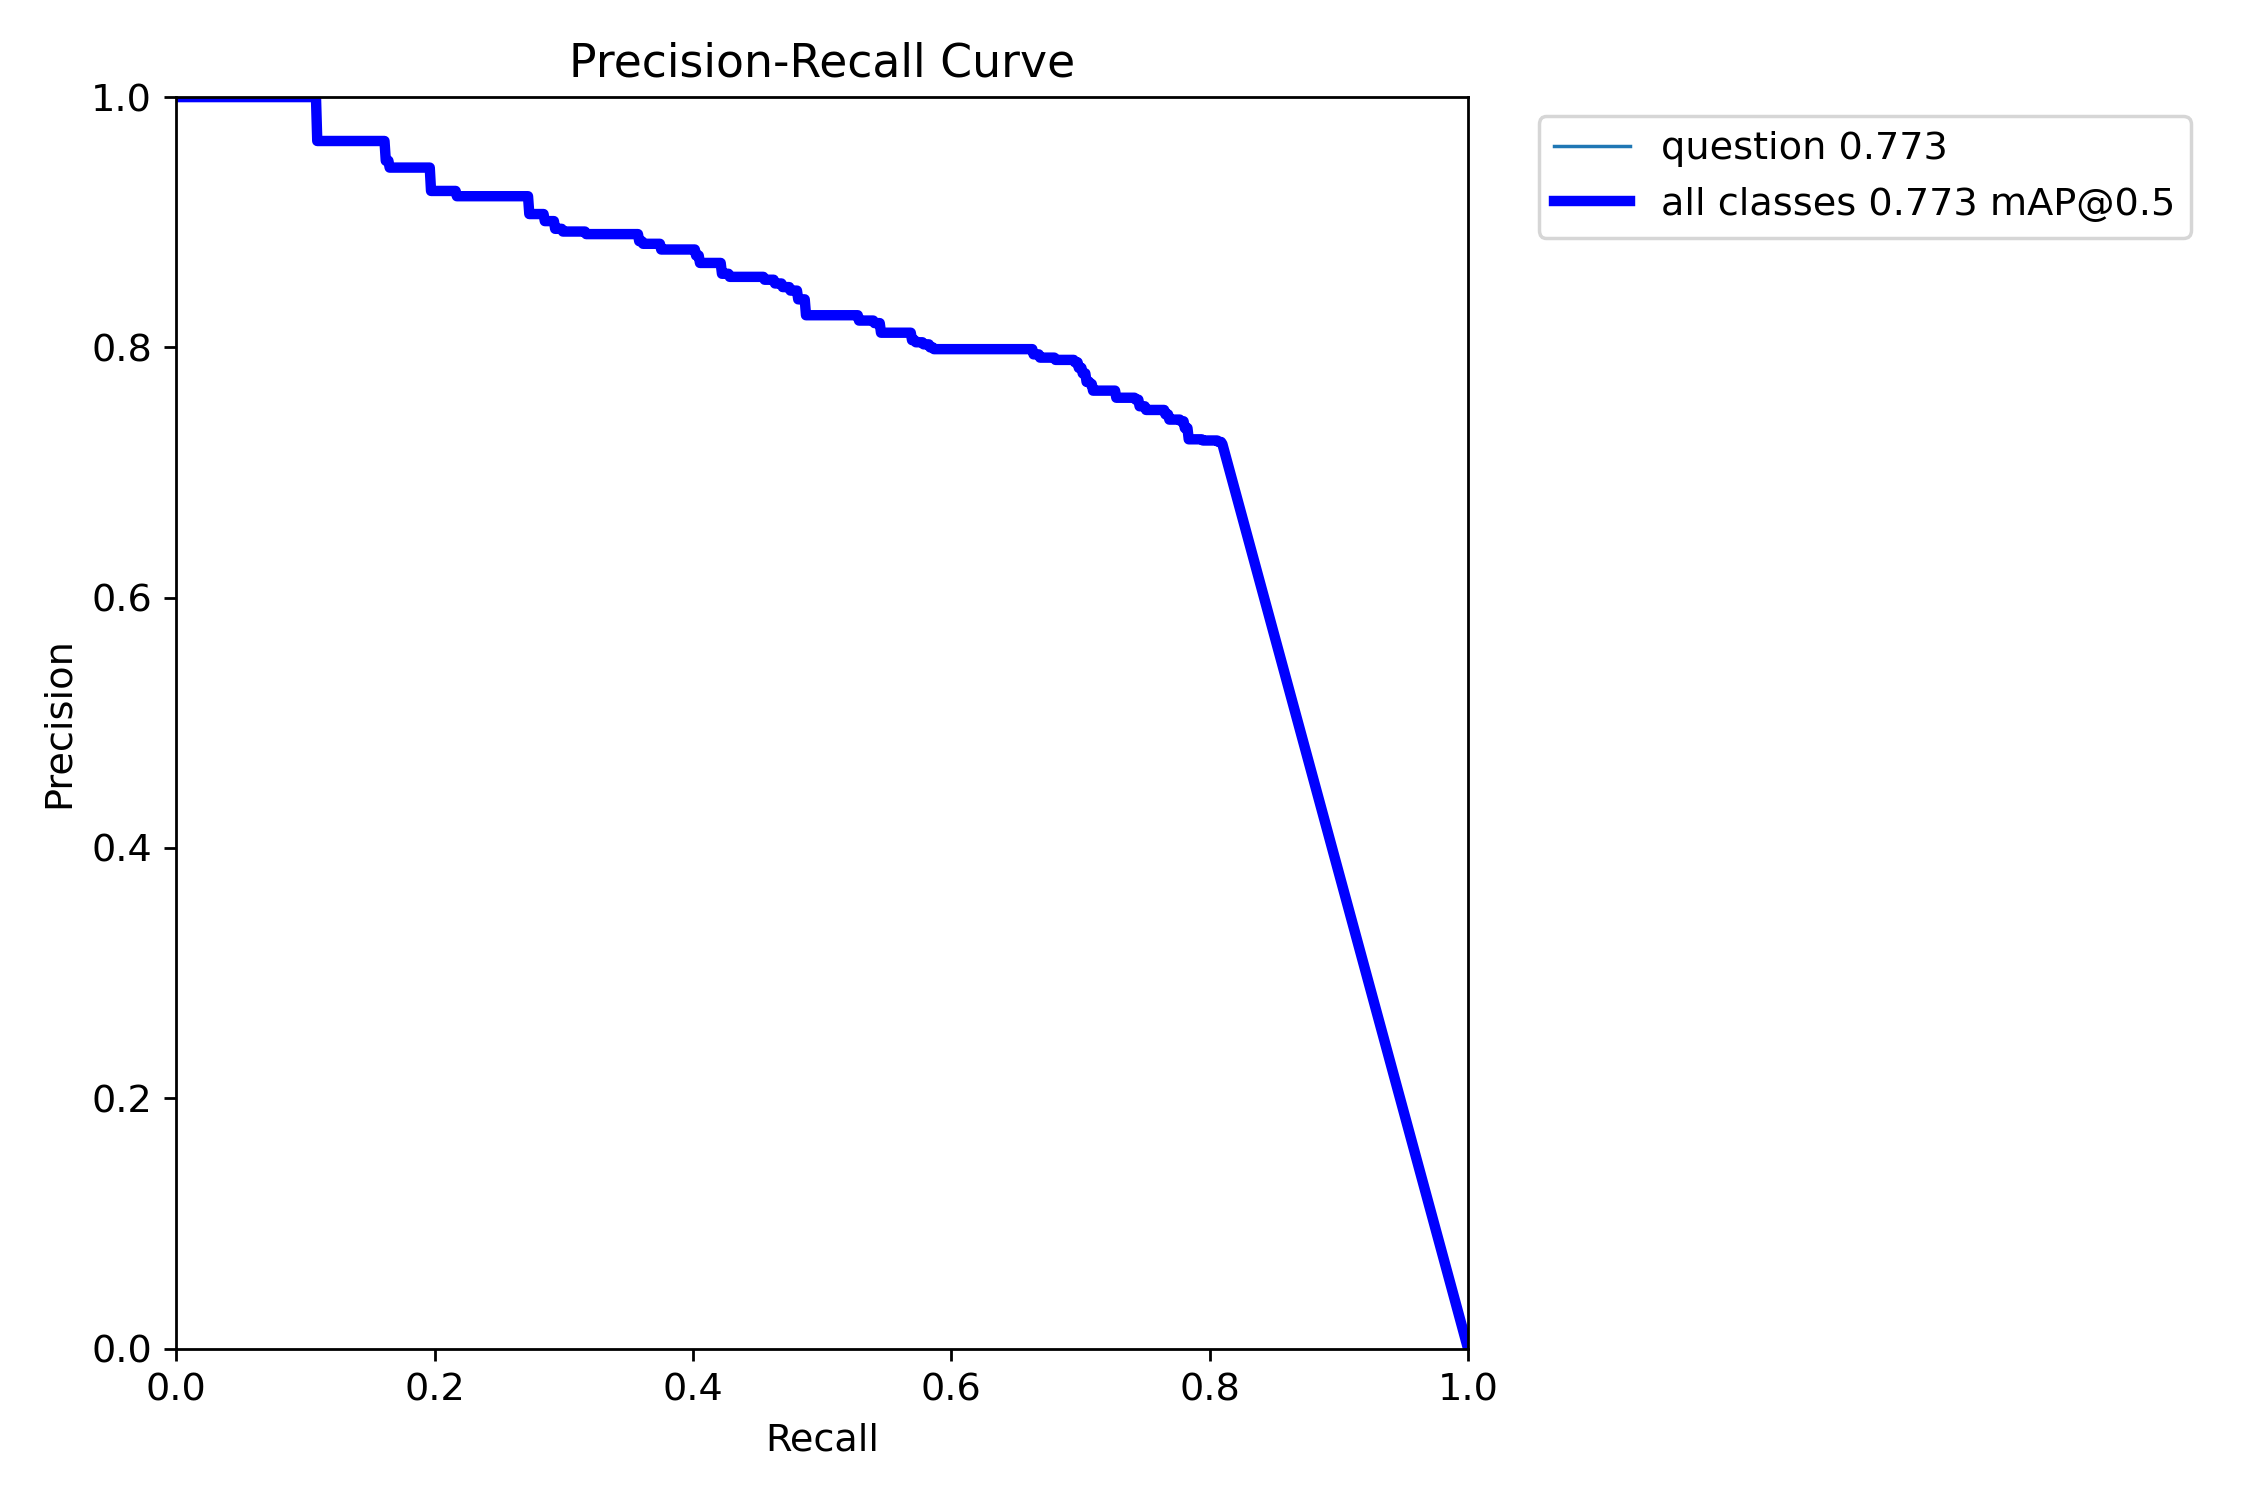 Precision-Recall Curve
1.0
0.8
0.6
0.4
0.2
0.0
Precision
0.0 0.2 0.4 0.6 0.8 1.0
Recall
question 0.773
all classes 0.773 mAP@0.5